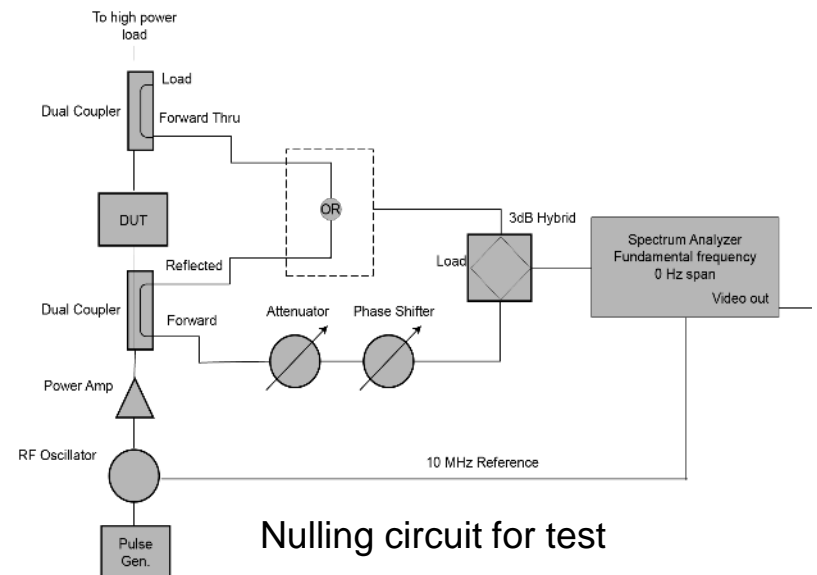 To high power
load
Load
Dual Coupler
Forward Thru
OR
DUT
3dB Hybrid
Spectrum Analyzer
Fundamental frequency
0 Hz span
Video out
Load
Reflected
Dual Coupler
Forward
Attenuator
Phase Shifter
Power Amp
RF Oscillator
10 MHz Reference
Pulse
Gen.
Nulling circuit for test